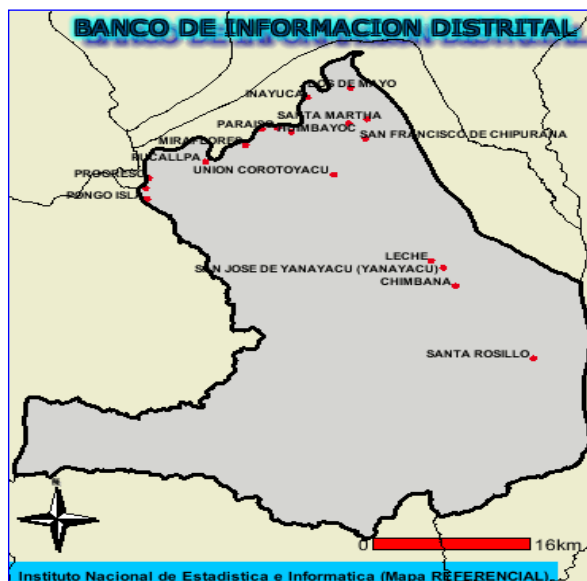 BANCO DE INFORMACION DISTRITAL
DOS DE MAYO
INAYUCA
SANTA MARTHA
PARAISO
HUIMBAYOC
SAN FRANCISCO DE CHIPURANA
MIRAFLORES
PUCALLPA
UNION COROTOYACU
PROGRESO
PONGO ISLA
LECHE
SAN JOSE DE YANAYACU (YANAYACU)
CHIMBANA
SANTA ROSILLO
N
0 16km
Instituto Nacional de Estadistica e Informatica (Mapa REFERENCIAL).